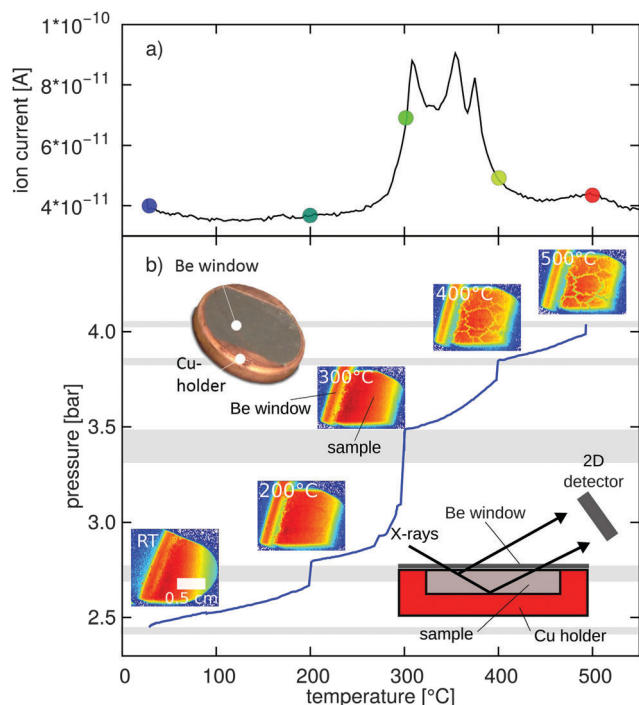 1*10⁻¹⁰
8*10⁻¹¹
6*10⁻¹¹
4*10⁻¹¹
ion current [A]
a)
b)
Be window
Cu-
holder
500°C
400°C
300°C
Be window
sample
200°C
RT
0.5 cm
2D
detector
Be window
X-rays
sample
Cu holder
4.0
3.5
3.0
2.5
pressure [bar]
0 100 200 300 400 500
temperature [°C]